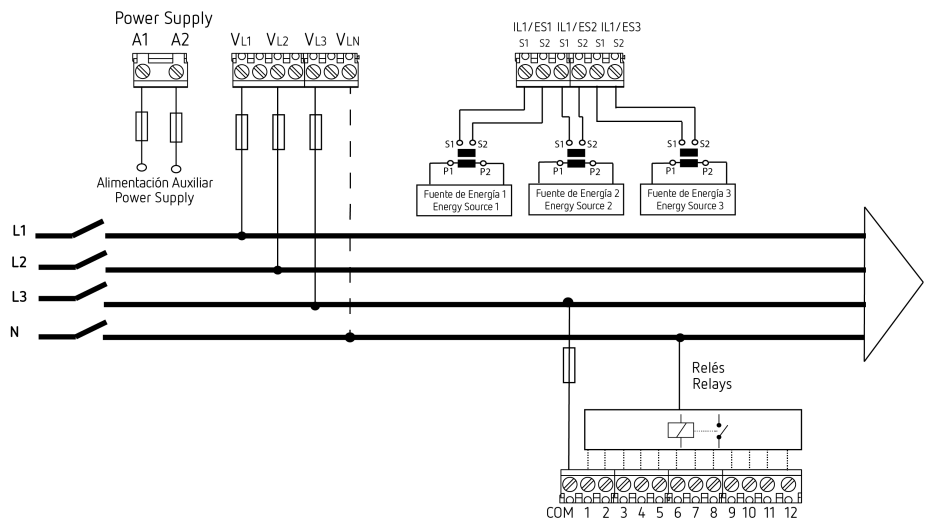 Power Supply
A1 A2
VL1 VL2 VL3 VLN
IL1/ES1 IL1/ES2 IL1/ES3
S1 S2 S1 S2 S1 S2
S1 S2 S1 S2 S1 S2
P1 P2 P1 P2 P1 P2
Alimentación Auxiliar
Power Supply
Fuente de Energía 1
Energy Source 1
Fuente de Energía 2
Energy Source 2
Fuente de Energía 3
Energy Source 3
L1
L2
L3
N
Relés
Relays
COM 1 2 3 4 5 6 7 8 9 10 11 12